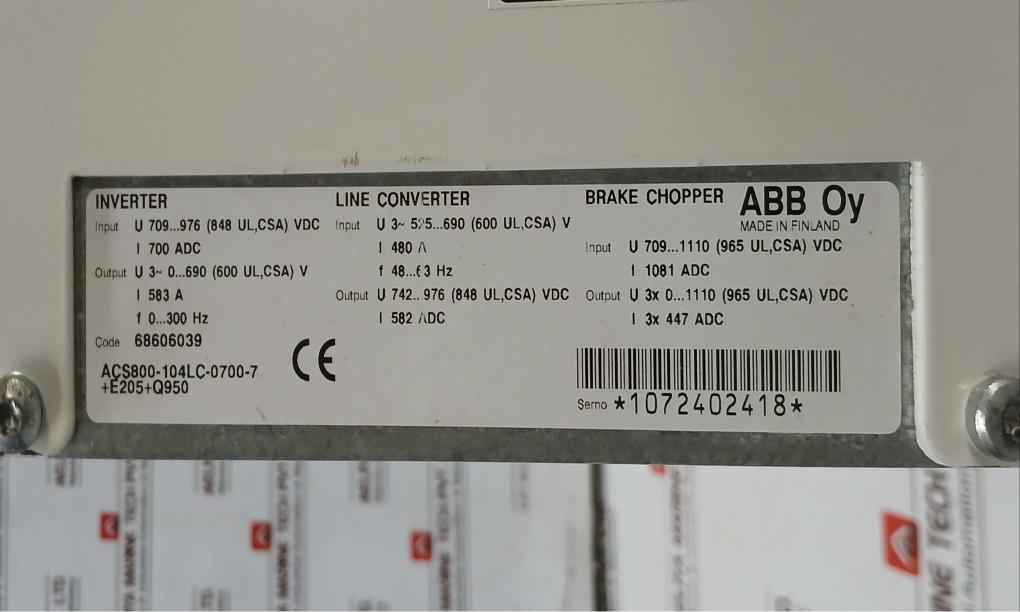 INVERTER
Input U 709...976 (848 UL,CSA) VDC
I 700 ADC
Output U 3~ 0...690 (600 UL,CSA) V
I 583 A
f 0...300 Hz
Code 68606039
ACS800-104LC-0700-7
+E205+Q950
CE
LINE CONVERTER
Input U 3~ 525...690 (600 UL,CSA) V
I 480 A
f 48...63 Hz
Output U 742...976 (848 UL,CSA) VDC
I 582 ADC
BRAKE CHOPPER
Input U 709...1110 (965 UL,CSA) VDC
I 1081 ADC
Output U 3x 0...1110 (965 UL,CSA) VDC
I 3x 447 ADC
ABB Oy
MADE IN FINLAND
Serno *1072402418*